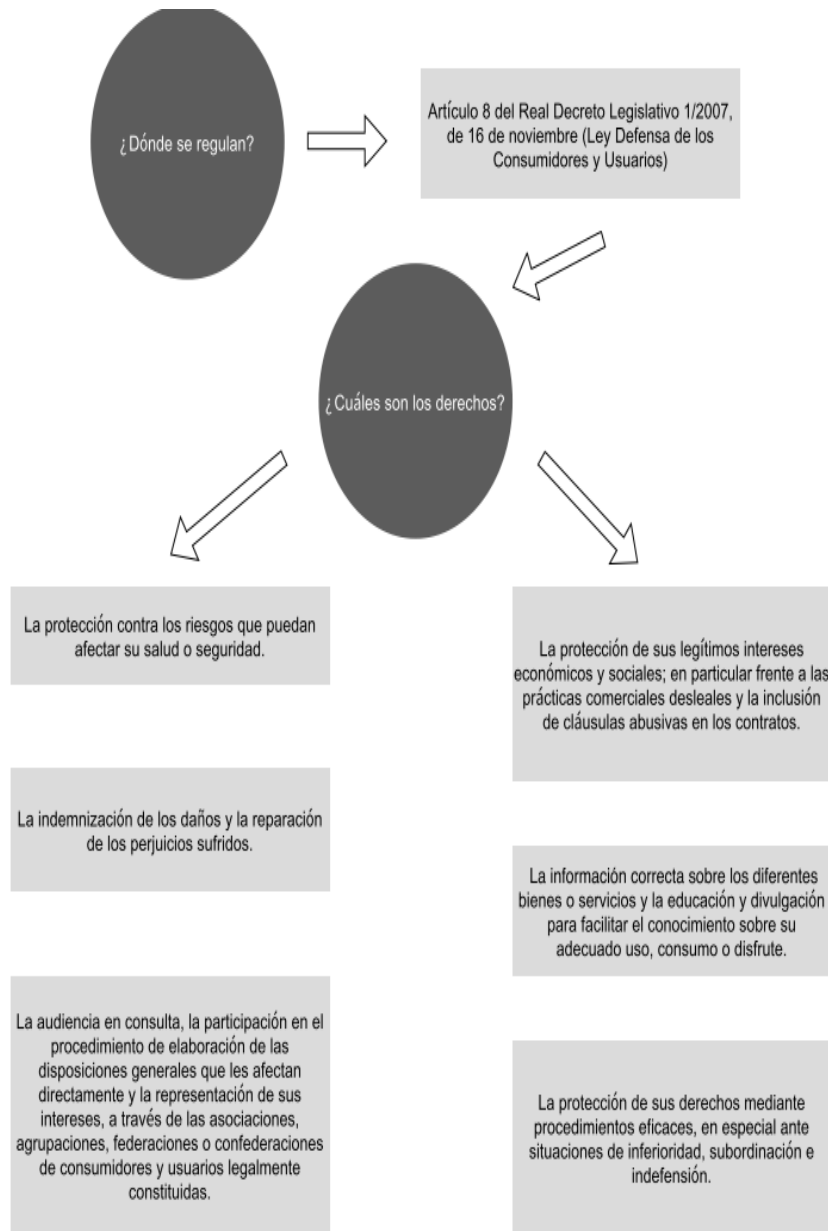 ¿Dónde se regulan?
Artículo 8 del Real Decreto Legislativo 1/2007,
de 16 de noviembre (Ley Defensa de los
Consumidores y Usuarios)
¿Cuáles son los derechos?
La protección contra los riesgos que puedan
afectar su salud o seguridad.
La indemnización de los daños y la reparación
de los perjuicios sufridos.
La audiencia en consulta, la participación en el
procedimiento de elaboración de las
disposiciones generales que les afectan
directamente y la representación de sus
intereses, a través de las asociaciones,
agrupaciones, federaciones o confederaciones
de consumidores y usuarios legalmente
constituidas.
La protección de sus legítimos intereses
económicos y sociales; en particular frente a las
prácticas comerciales desleales y la inclusión
de cláusulas abusivas en los contratos.
La información correcta sobre los diferentes
bienes o servicios y la educación y divulgación
para facilitar el conocimiento sobre su
adecuado uso, consumo o disfrute.
La protección de sus derechos mediante
procedimientos eficaces, en especial ante
situaciones de inferioridad, subordinación e
indefensión.